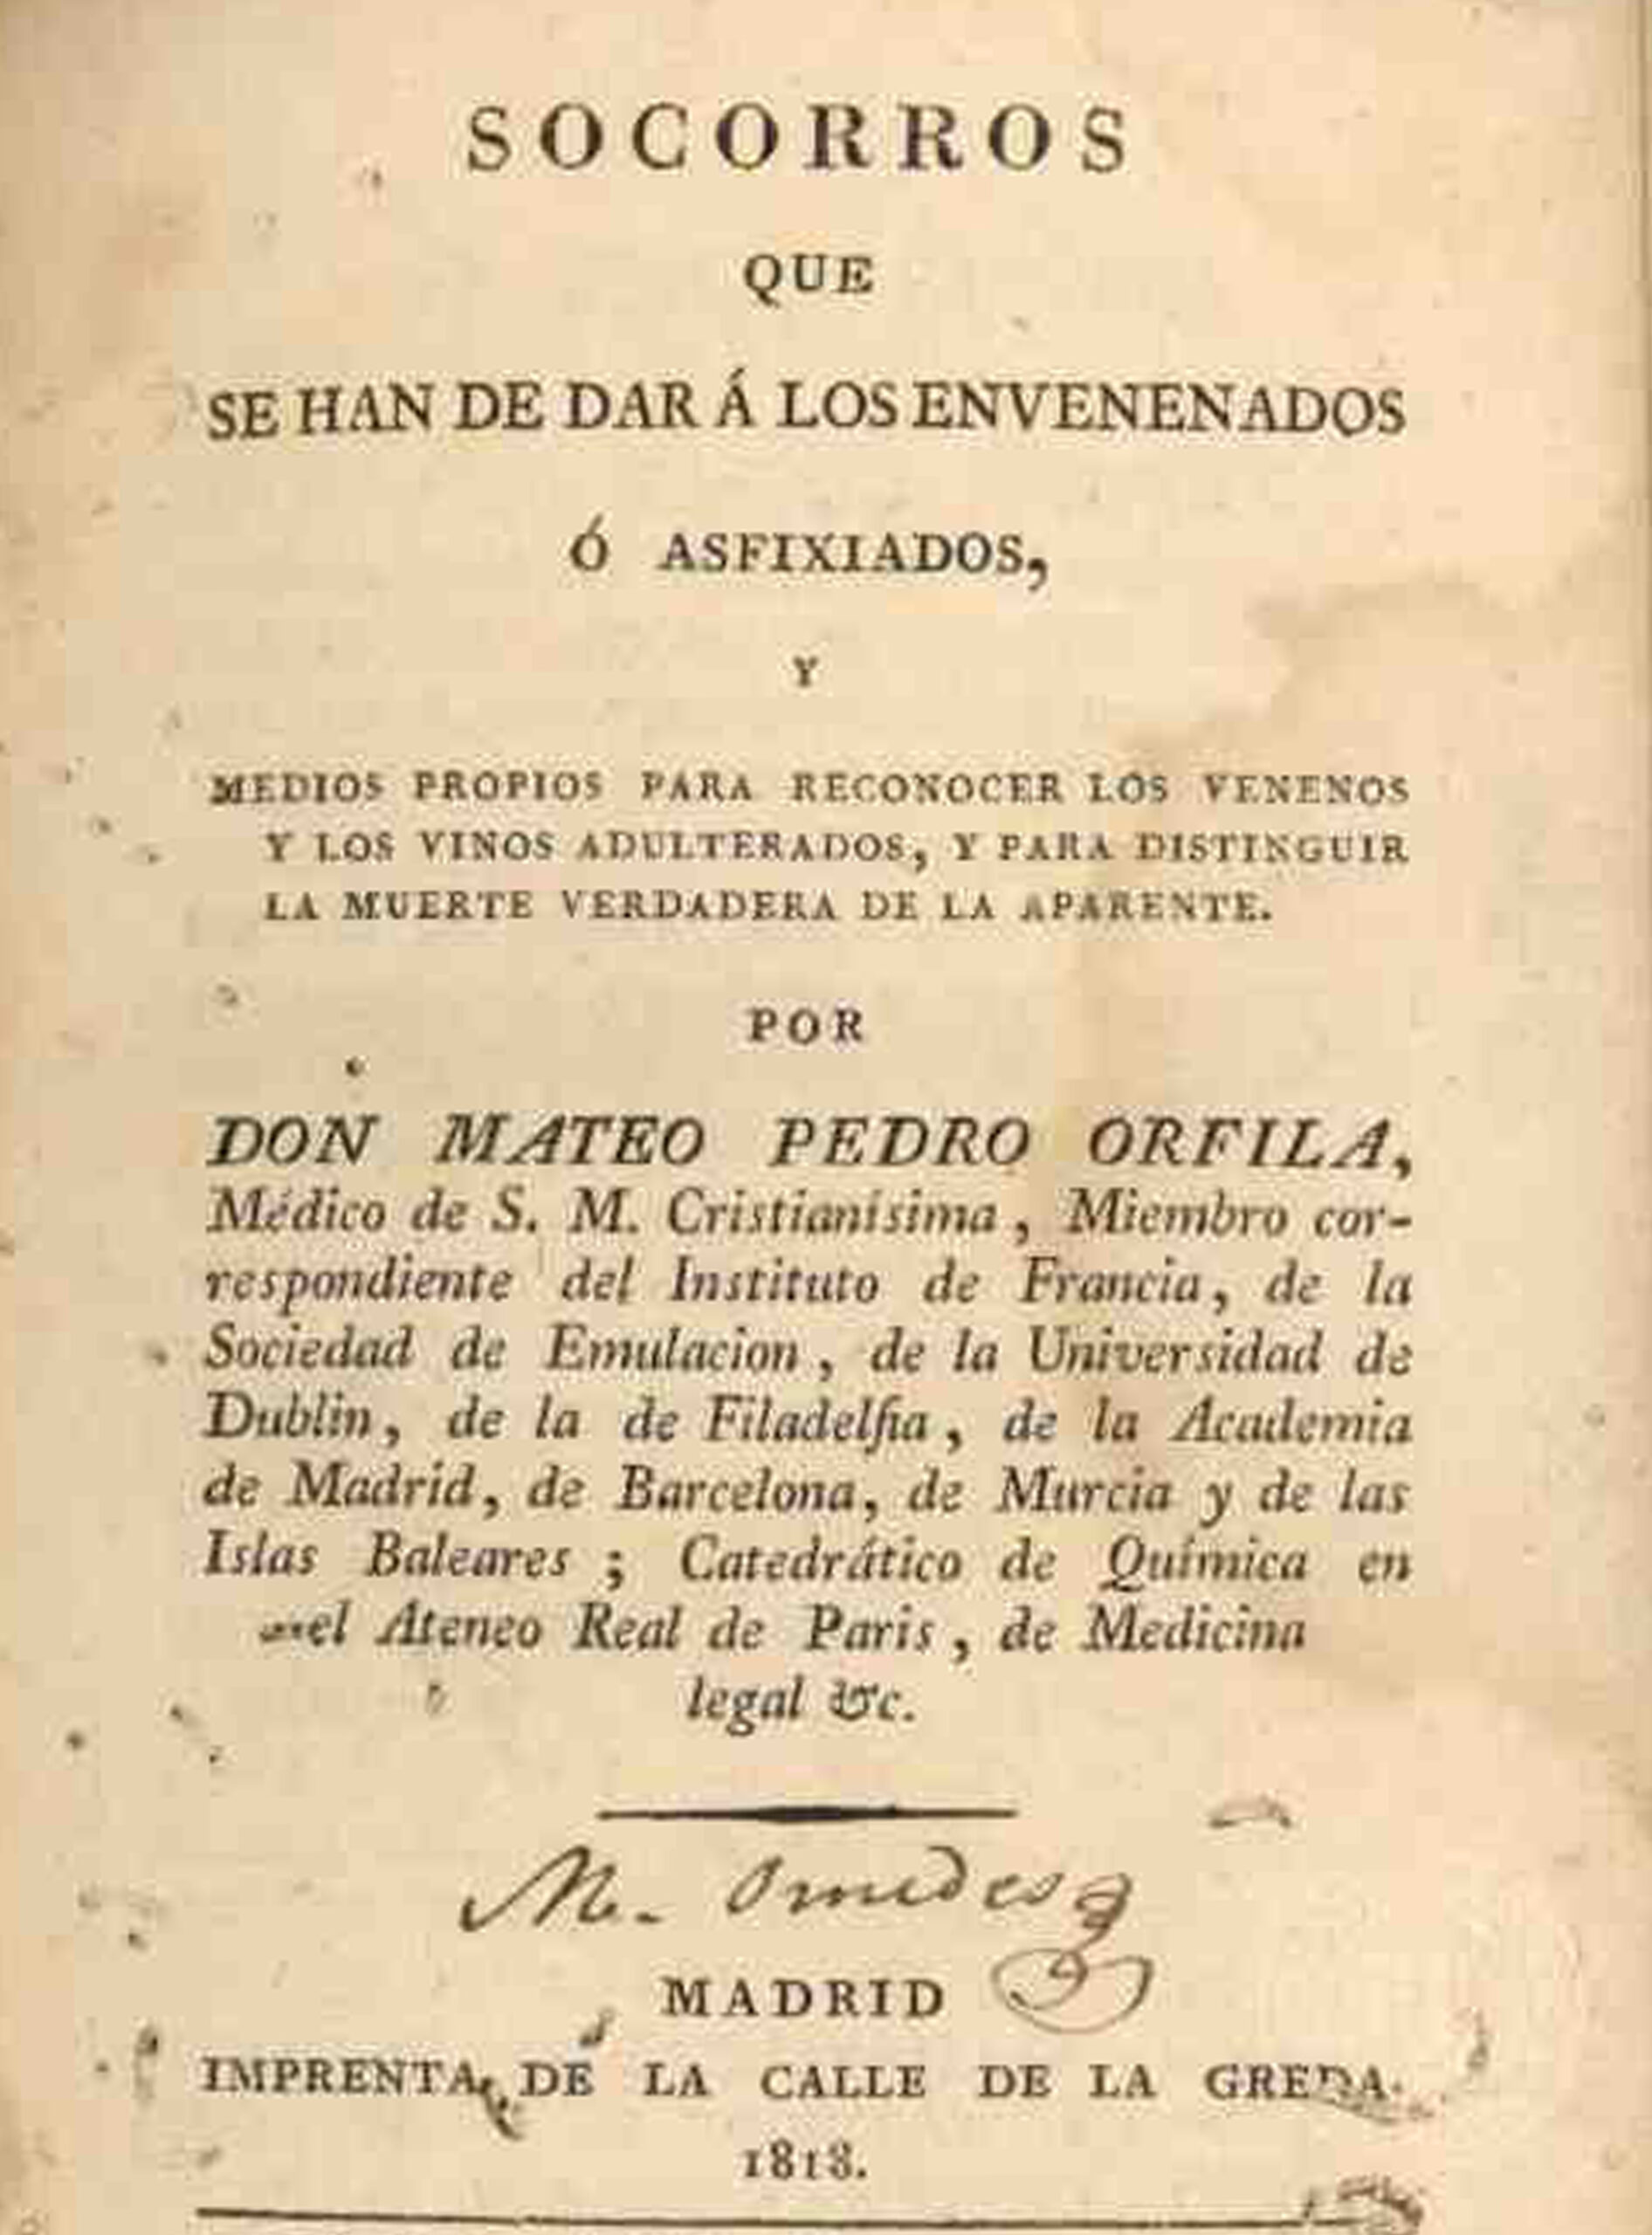 SOCORROS
QUE
SE HAN DE DAR Á LOS ENVENENADOS
Ó ASFIXIADOS,
Y
MEDIOS PROPIOS PARA RECONOCER LOS VENENOS
Y LOS VINOS ADULTERADOS, Y PARA DISTINGUIR
LA MUERTE VERDADERA DE LA APARENTE.
POR
DON MATEO PEDRO ORFILA,
Médico de S. M. Cristianísima, Miembro cor-
respondiente del Instituto de Francia, de la
Sociedad de Emulacion, de la Universidad de
Dublin, de la de Filadelfia, de la Academia
de Madrid, de Barcelona, de Murcia y de las
Islas Baleares; Catedrático de Química en
el Ateneo Real de Paris, de Medicina
legal &c.
M.
MADRID
IMPRENTA DE LA CALLE DE LA GREDA.
1818.